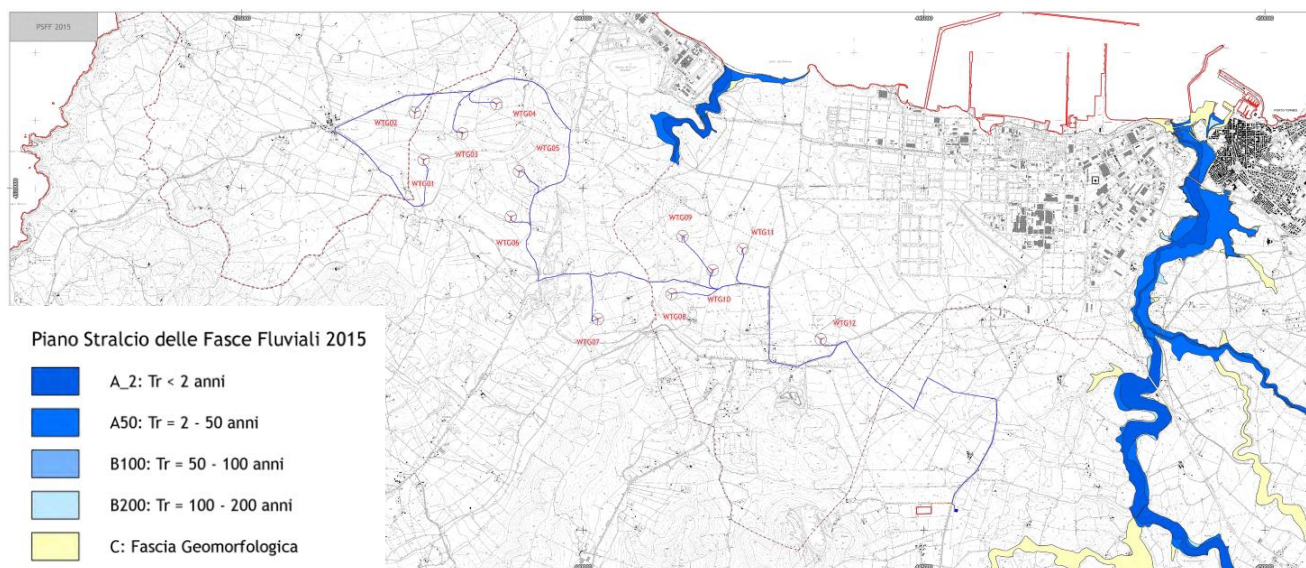 PSFF 2015
PORTO TORRES
WTG02
WTG04
WTG03
WTG05
WTG01
WTG06
WTG09
WTG11
WTG10
WTG08
WTG07
WTG12
Piano Stralcio delle Fasce Fluviali 2015
A_2: Tr < 2 anni
A50: Tr = 2 - 50 anni
B100: Tr = 50 - 100 anni
B200: Tr = 100 - 200 anni
C: Fascia Geomorfologica